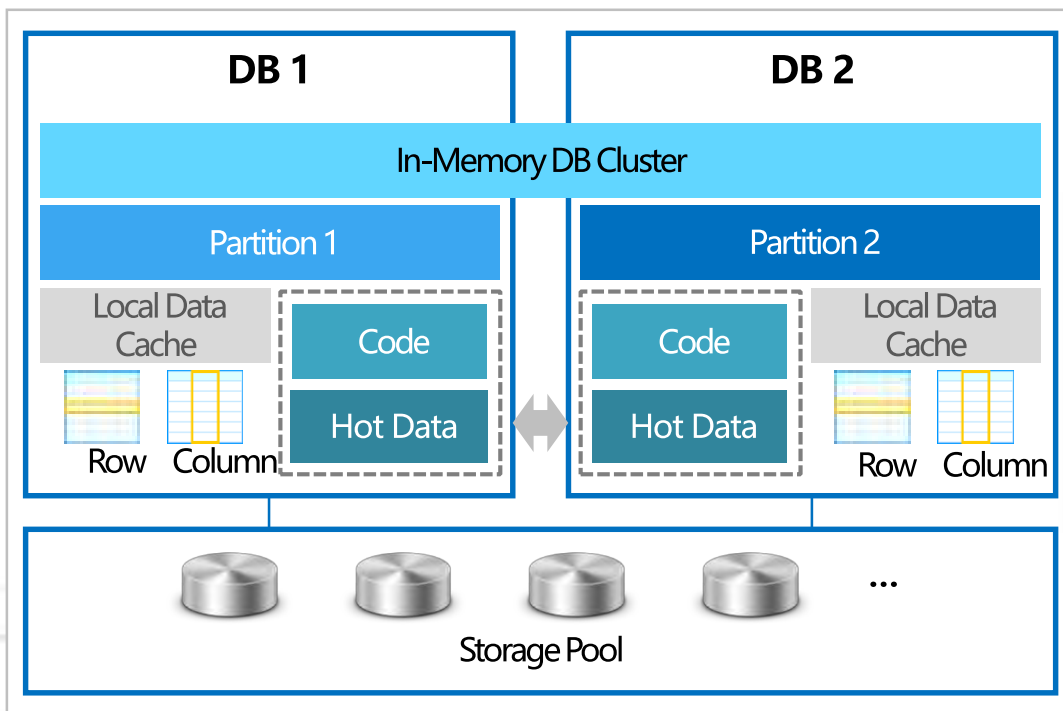 DB 1
DB 2
In-Memory DB Cluster
Partition 1
Partition 2
Local Data
Cache
Code
Hot Data
Row
Column
Code
Hot Data
Local Data
Cache
Row
Column
...
Storage Pool